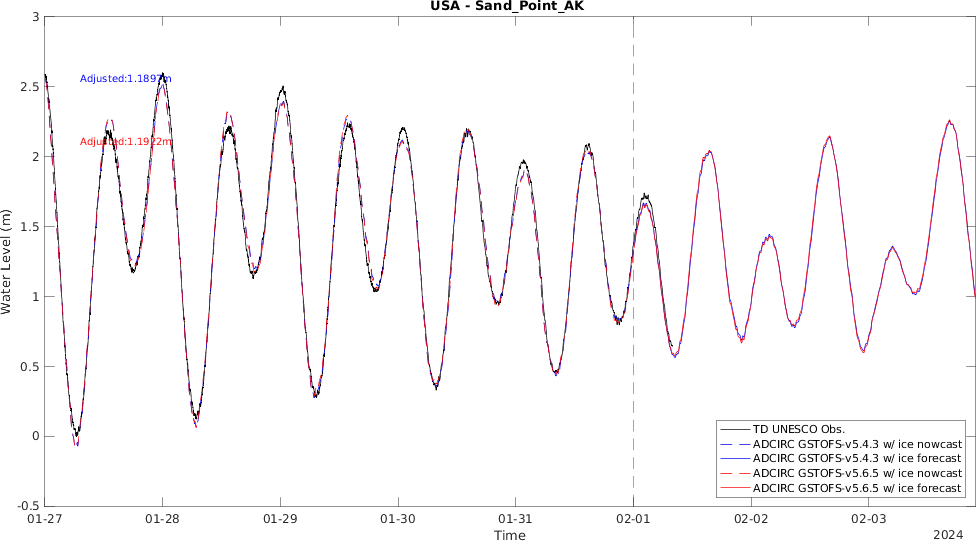 USA - Sand_Point_AK
3
2.5
2
1.5
1
0.5
0
-0.5
Water Level (m)
Adjusted:1.1897m
Adjusted:1.1922m
TD UNESCO Obs.
ADCIRC GSTOFS-v5.4.3 w/ ice nowcast
ADCIRC GSTOFS-v5.4.3 w/ ice forecast
ADCIRC GSTOFS-v5.6.5 w/ ice nowcast
ADCIRC GSTOFS-v5.6.5 w/ ice forecast
01-27 01-28 01-29 01-30 01-31 02-01 02-02 02-03
Time
2024